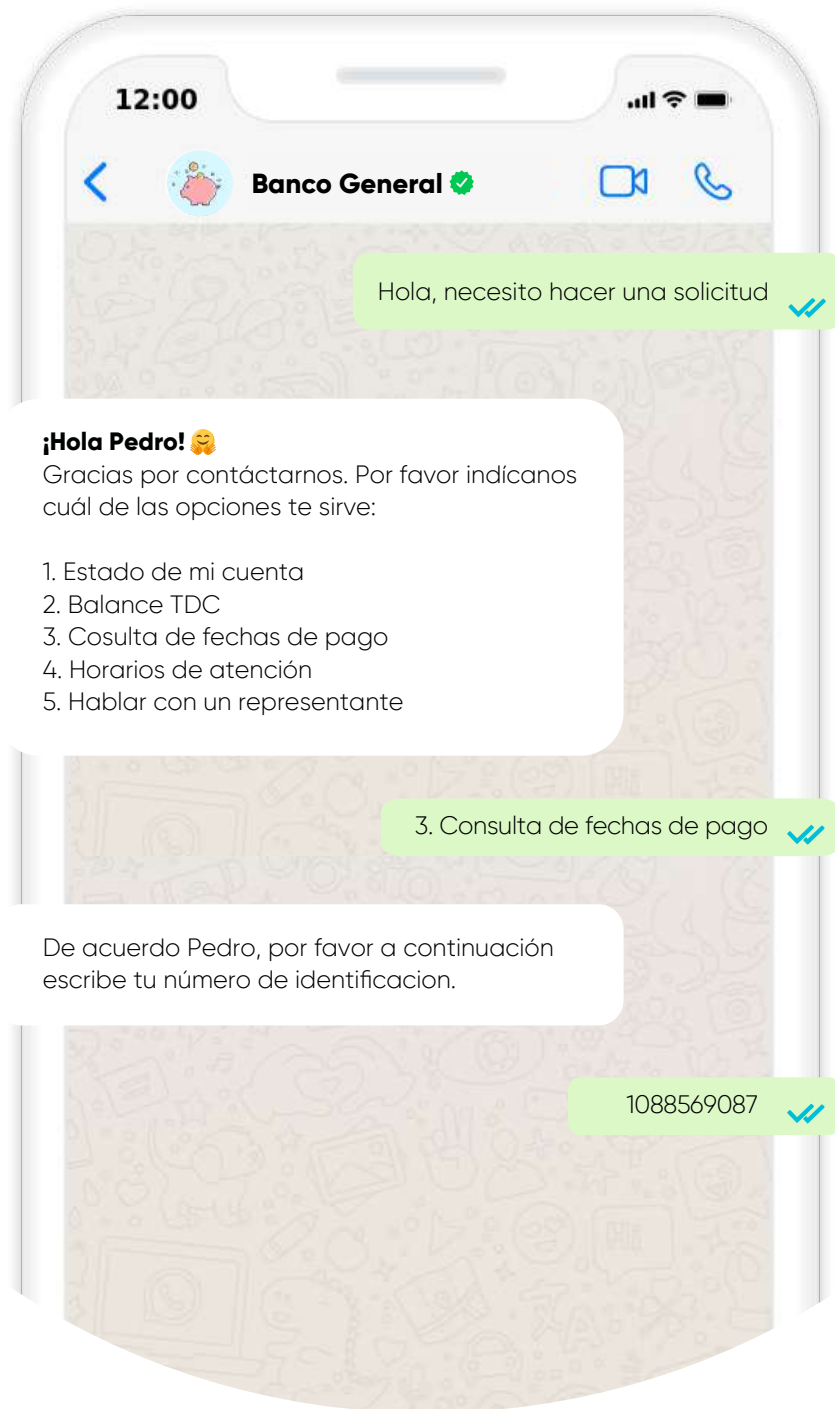 12:00
Banco General
Hola, necesito hacer una solicitud
¡Hola Pedro! 🤗
Gracias por contáctarnos. Por favor indícanos
cuál de las opciones te sirve:
1. Estado de mi cuenta
2. Balance TDC
3. Cosulta de fechas de pago
4. Horarios de atención
5. Hablar con un representante
3. Consulta de fechas de pago
De acuerdo Pedro, por favor a continuación
escribe tu número de identificacion.
1088569087